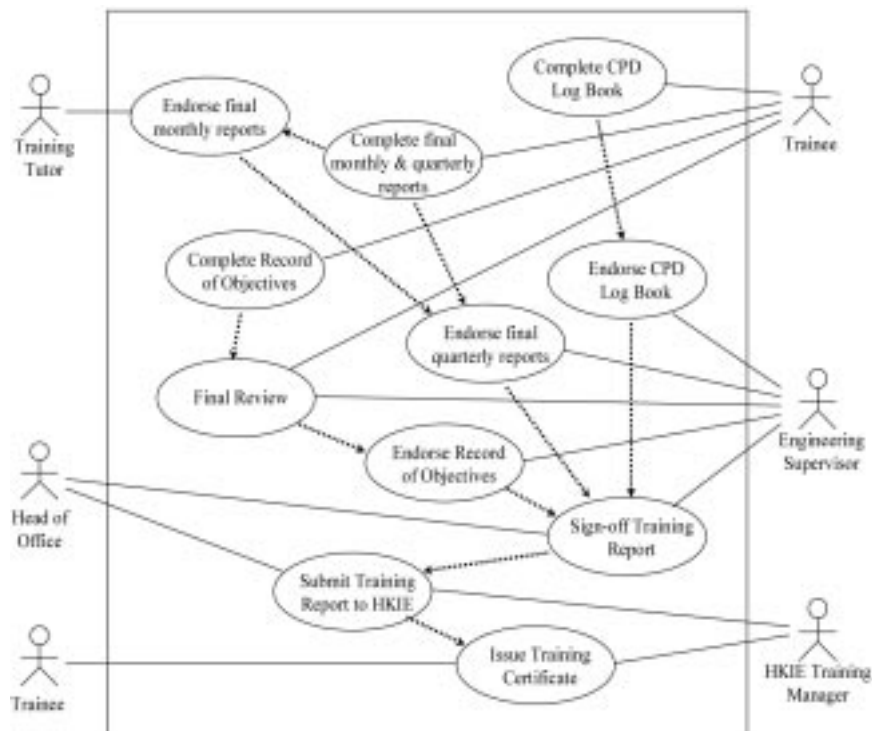 Complete CPD
Log Book
Endorse final
monthly reports
Training
Tutor
Complete final
monthly & quarterly
reports
Trainee
Complete Record
of Objectives
Endorse CPD
Log Book
Endorse final
quarterly reports
Final Review
Engineering
Supervisor
Endorse Record
of Objectives
Head of
Office
Sign-off Training
Report
Submit Training
Report to HKIE
Issue Training
Certificate
Trainee
HKIE Training
Manager